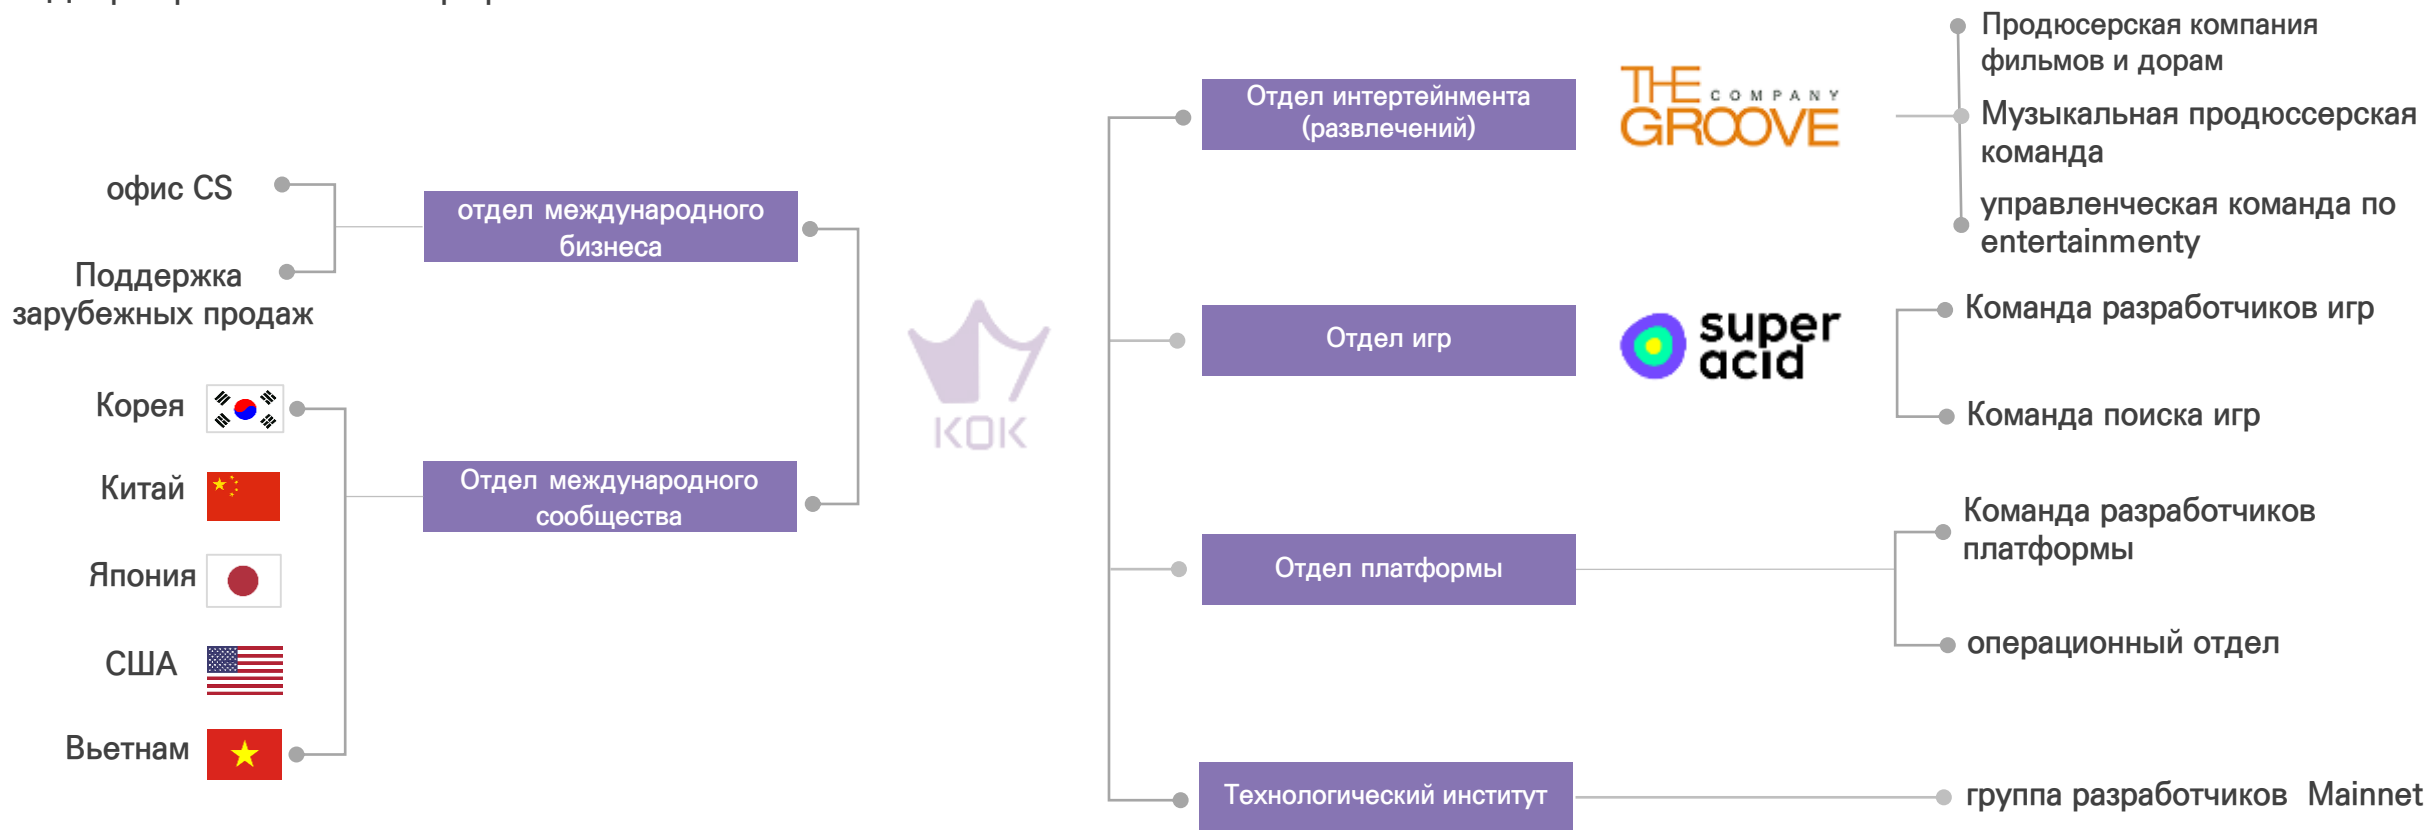 офис CS
Поддержка
зарубежных продаж
отдел международного
бизнеса
Корея
Китай
Япония
США
Вьетнам
Отдел международного
сообщества
KOK
Отдел интертейнмента
(развлечений)
THE
COMPANY
GROOVE
Продюсерская компания
фильмов и дорам
Музыкальная продюссерская
команда
управленческая команда по
entertainmentу
Отдел игр
super
acid
Команда разработчиков игр
Команда поиска игр
Отдел платформы
Команда разработчиков
платформы
операционный отдел
Технологический институт
группа разработчиков Mainnet